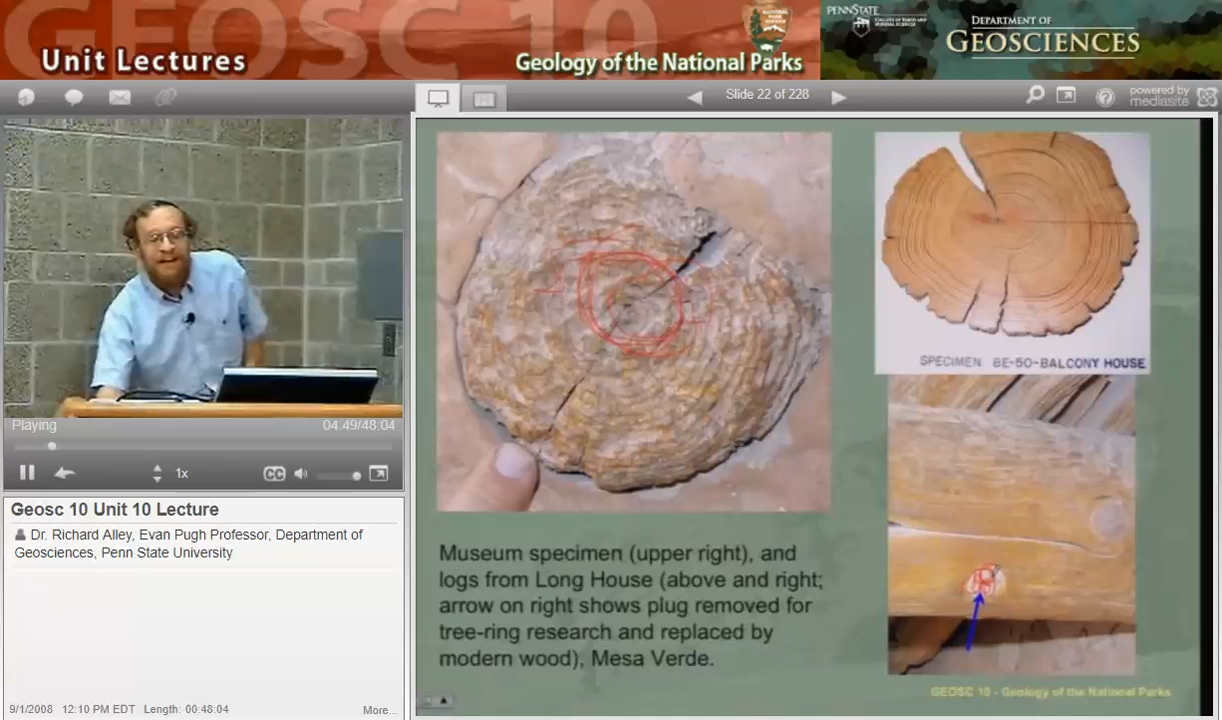 GEOSC 10
Unit Lectures
Geology of the National Parks
PENNSTATE
DEPARTMENT OF
GEOSCIENCES
Slide 22 of 228
powered by
mediasite
SPECIMEN BE-50-BALCONY HOUSE
Playing
04.49/48:04
1x
CC
Geosc 10 Unit 10 Lecture
Dr. Richard Alley, Evan Pugh Professor, Department of
Geosciences, Penn State University
Museum specimen (upper right), and
logs from Long House (above and right;
arrow on right shows plug removed for
tree-ring research and replaced by
modern wood), Mesa Verde.
GEOSC 10 - Geology of the National Parks
9/1/2008 12:10 PM EDT Length: 00:48:04
More...